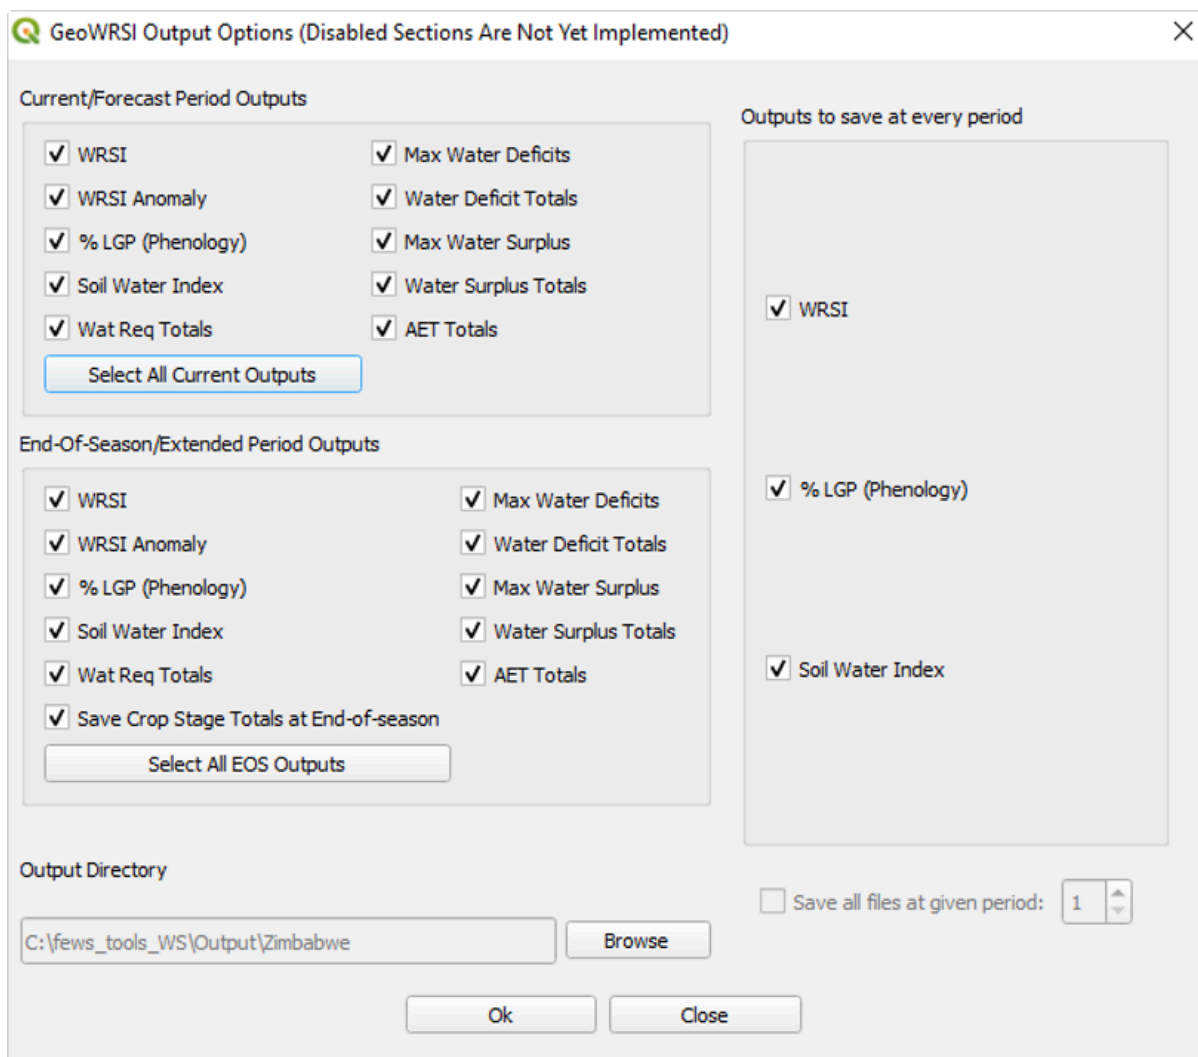 GeoWRSI Output Options (Disabled Sections Are Not Yet Implemented)
Current/Forecast Period Outputs
WRSI
Max Water Deficits
WRSI Anomaly
Water Deficit Totals
% LGP (Phenology)
Max Water Surplus
Soil Water Index
Water Surplus Totals
Wat Req Totals
AET Totals
Select All Current Outputs
End-Of-Season/Extended Period Outputs
WRSI
Max Water Deficits
WRSI Anomaly
Water Deficit Totals
% LGP (Phenology)
Max Water Surplus
Soil Water Index
Water Surplus Totals
Wat Req Totals
AET Totals
Save Crop Stage Totals at End-of-season
Select All EOS Outputs
Outputs to save at every period
WRSI
% LGP (Phenology)
Soil Water Index
Save all files at given period: 1
Output Directory
C:\fews_tools_WS\Output\Zimbabwe
Browse
Ok
Close